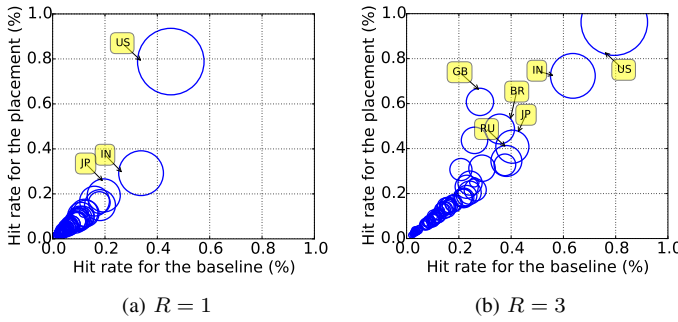 Hit rate for the placement (%)
1.0
0.8
0.6
0.4
0.2
0.0
US
JP
IN
0.0 0.2 0.4 0.6 0.8 1.0
Hit rate for the baseline (%)
(a) R = 1
Hit rate for the placement (%)
1.0
0.8
0.6
0.4
0.2
0.0
GB
IN
US
BR
JP
RU
0.0 0.2 0.4 0.6 0.8 1.0
Hit rate for the baseline (%)
(b) R = 3